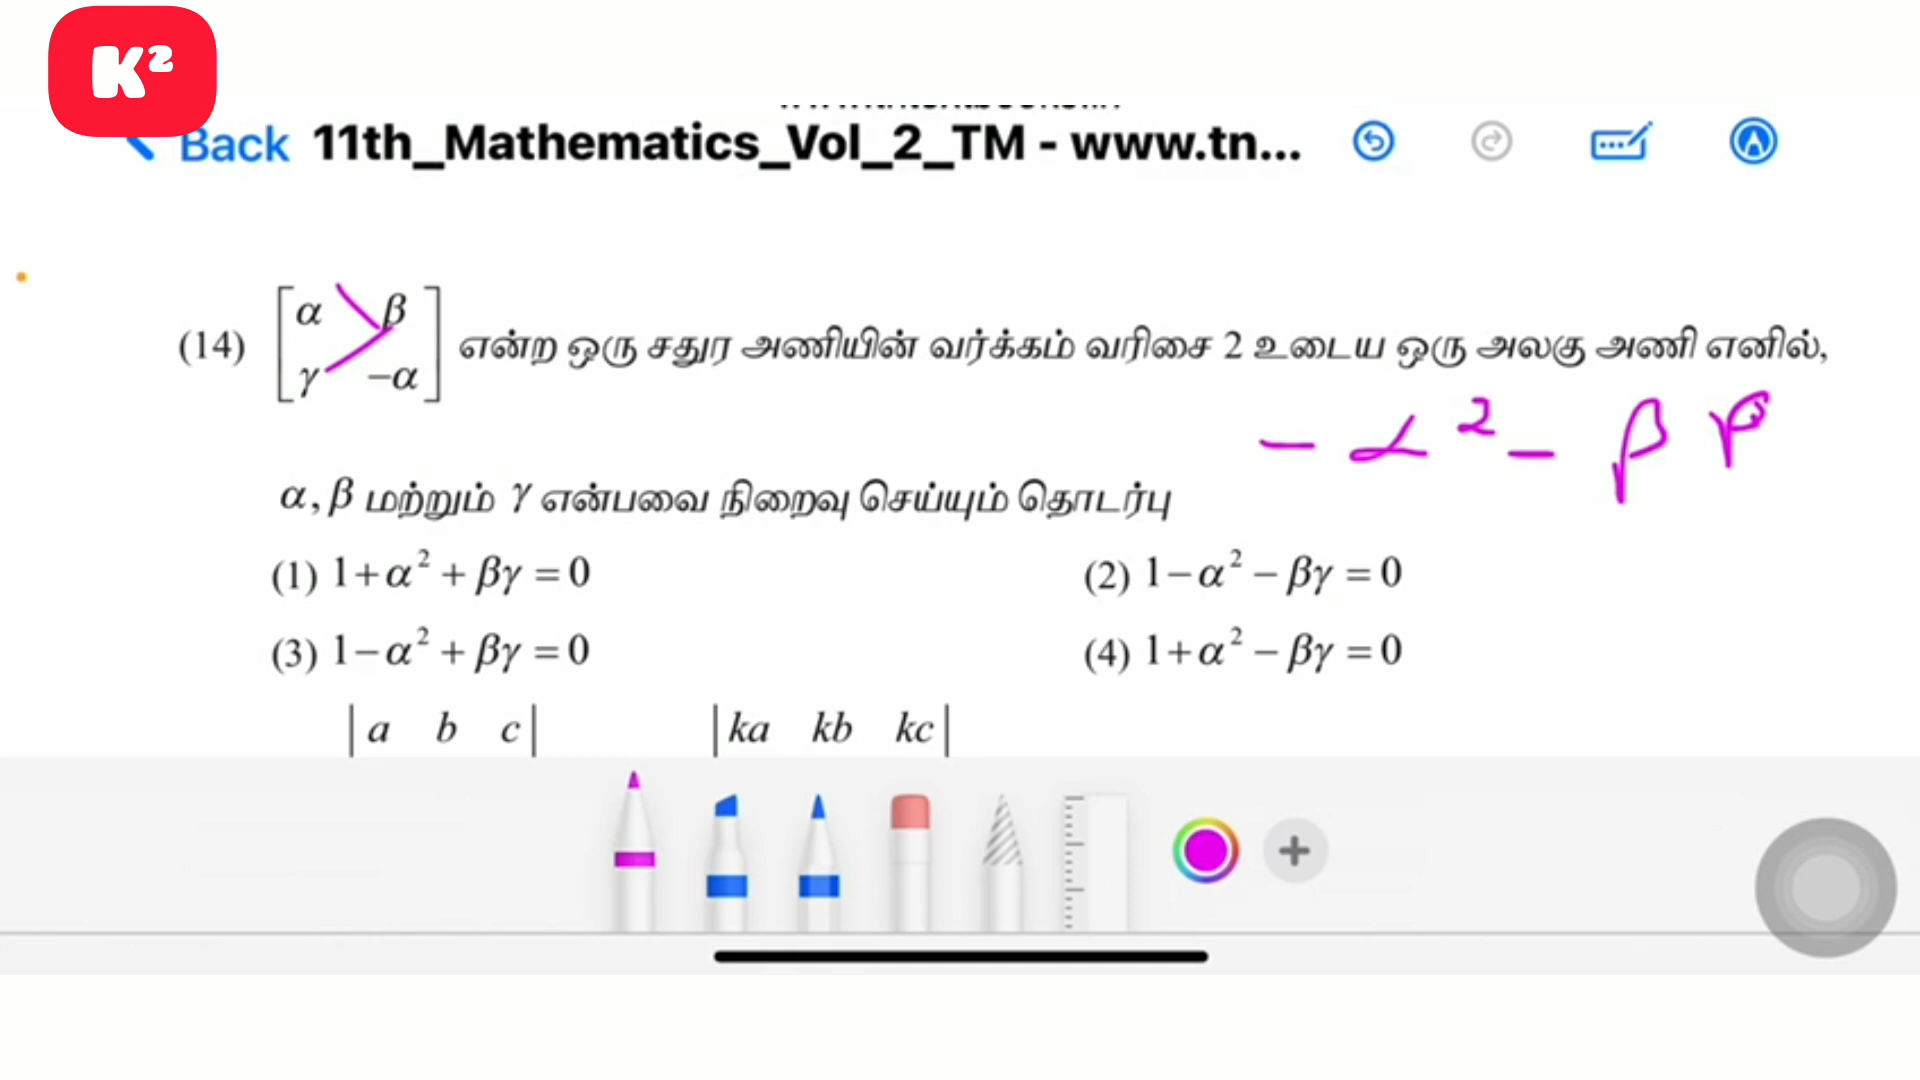 K²
Back 11th_Mathematics_Vol_2_TM - www.tn...
(14) [α β
γ −α] என்ற ஒரு சதுர அணியின் வர்க்கம் வரிசை 2 உடைய ஒரு அலகு அணி எனில்,
− α² − β
α, β மற்றும் γ என்பவை நிறைவு செய்யும் தொடர்பு
(1) 1+α² + βγ = 0 (2) 1−α² − βγ = 0
(3) 1−α² + βγ = 0 (4) 1+α² − βγ = 0
|a b c| |ka kb kc|